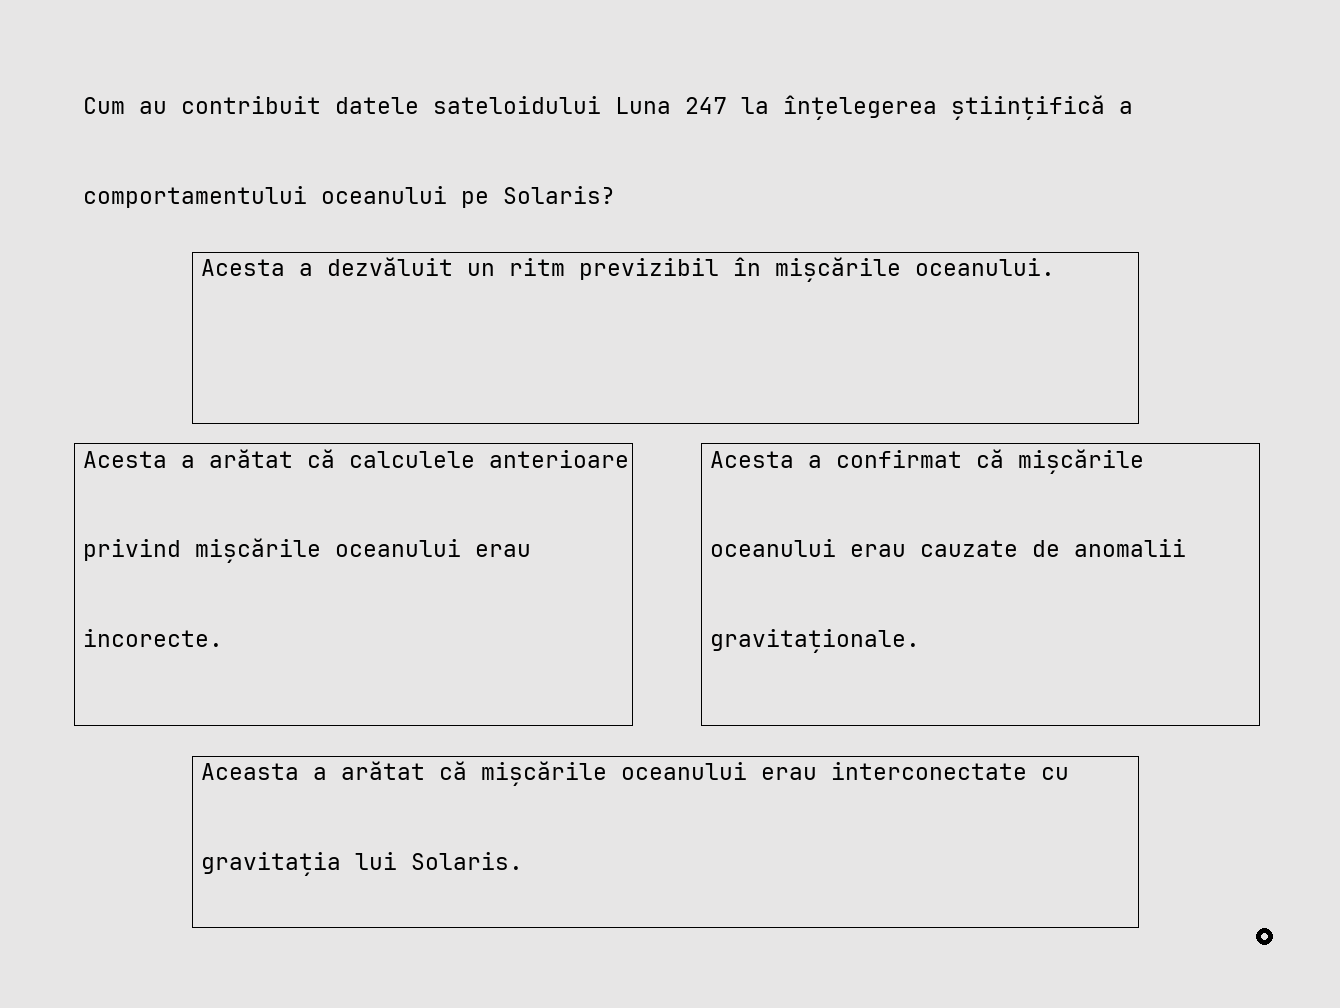 Cum au contribuit datele sateloidului Luna 247 la înțelegerea științifică a
comportamentului oceanului pe Solaris?
Acesta a dezvăluit un ritm previzibil în mișcările oceanului.
Acesta a arătat că calculele anterioare
privind mișcările oceanului erau
incorecte.
Acesta a confirmat că mișcările
oceanului erau cauzate de anomalii
gravitaționale.
Aceasta a arătat că mișcările oceanului erau interconectate cu
gravitația lui Solaris.